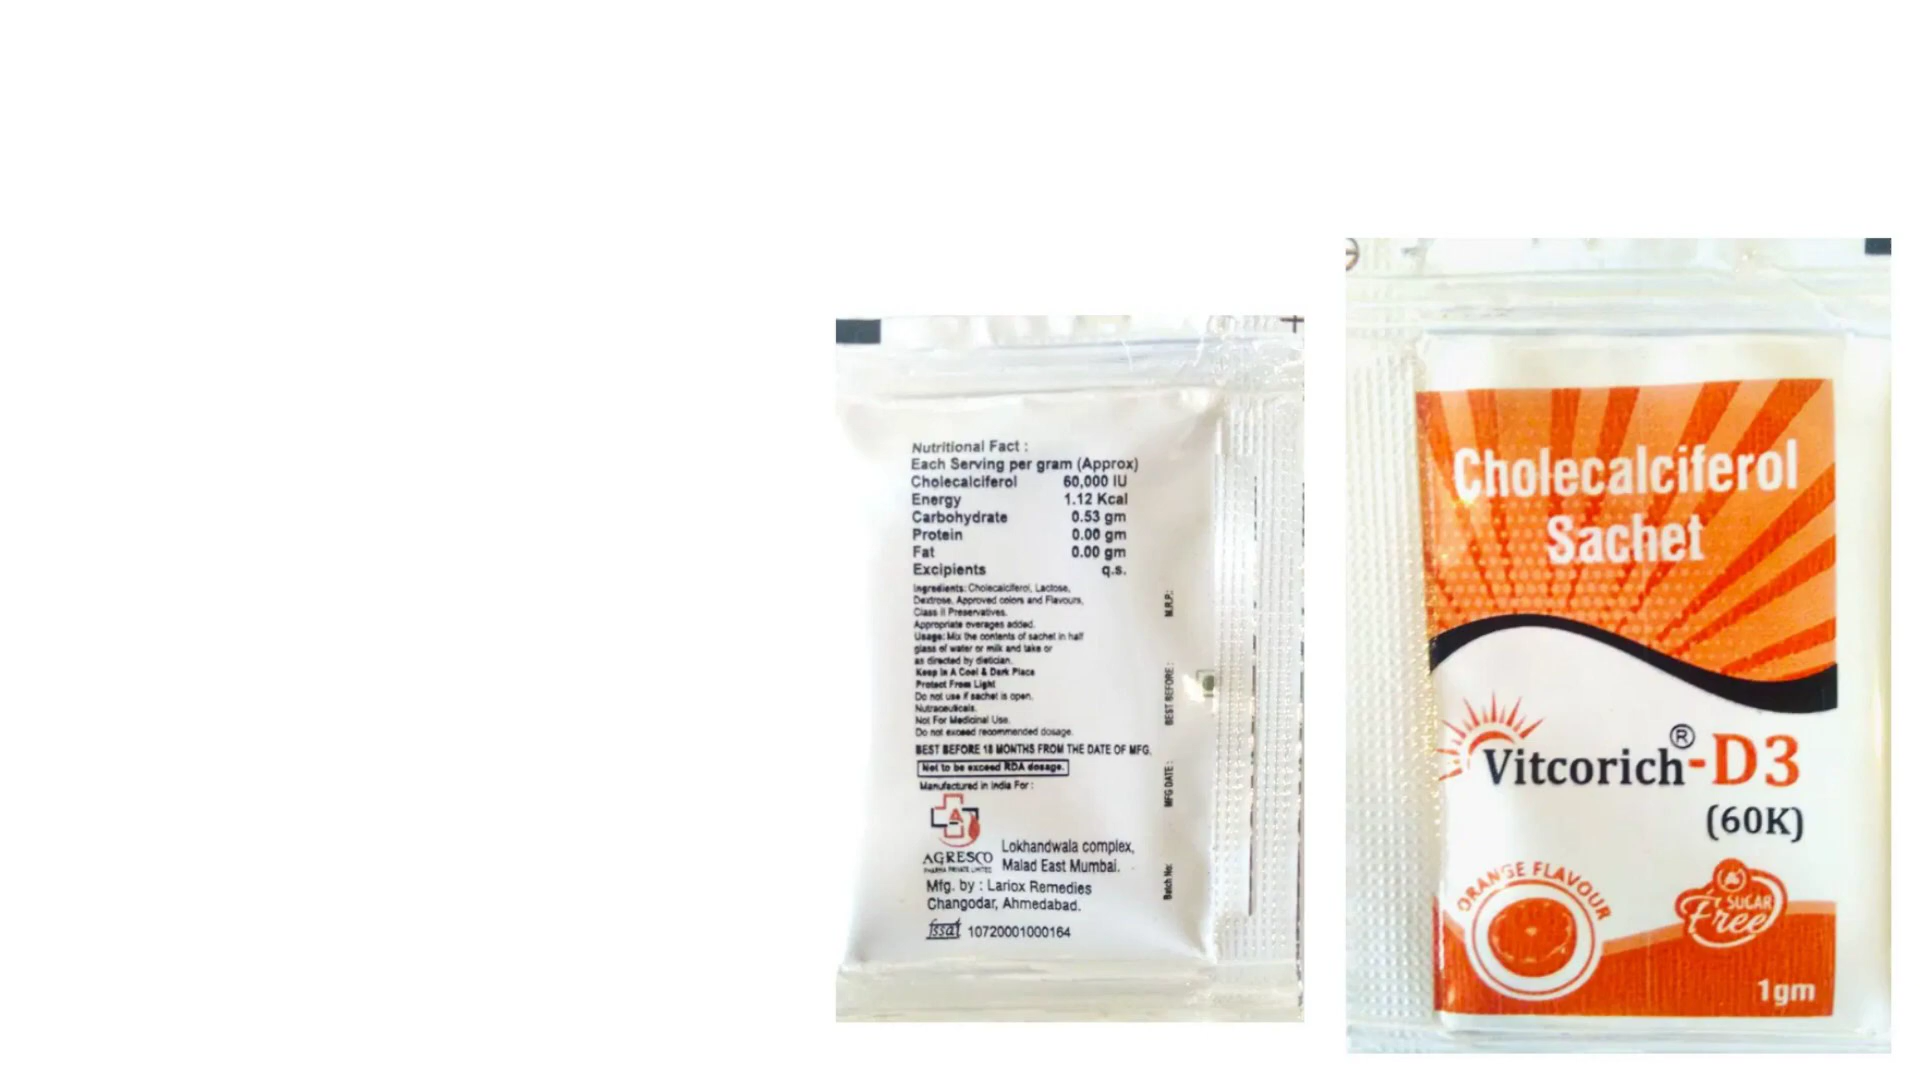 Nutritional Fact :
Each Serving per gram (Approx)
Cholecalciferol 60,000 IU
Energy 1.12 Kcal
Carbohydrate 0.53 gm
Protein 0.00 gm
Fat 0.00 gm
Excipients q.s.
Ingredients: Cholecalciferol, Lactose,
Dextrose, Approved colors and Flavours,
Class II Preservatives.
Appropriate overages added.
Usage: Mix the contents of sachet in half
glass of water or milk and take or
as directed by dietician.
Keep In A Cool & Dark Place
Protect From Light
Do not use if sachet is open.
Nutraceuticals.
Not For Medicinal Use.
Do not exceed recommended dosage.
BEST BEFORE 18 MONTHS FROM THE DATE OF MFG.
Not to be exceed RDA dosage.
Manufactured in India For :
A
AGRESCO
PHARMA PRIVATE LIMITED
Lokhandwala complex,
Malad East Mumbai.
Mfg. by : Lariox Remedies
Changodar, Ahmedabad.
fssai 10720001000164
M.R.P.:
BEST BEFORE :
MFG DATE :
Batch No:
Cholecalciferol
Sachet
Vitcorich®-D3
(60K)
ORANGE FLAVOUR
SUGAR
Free
1gm